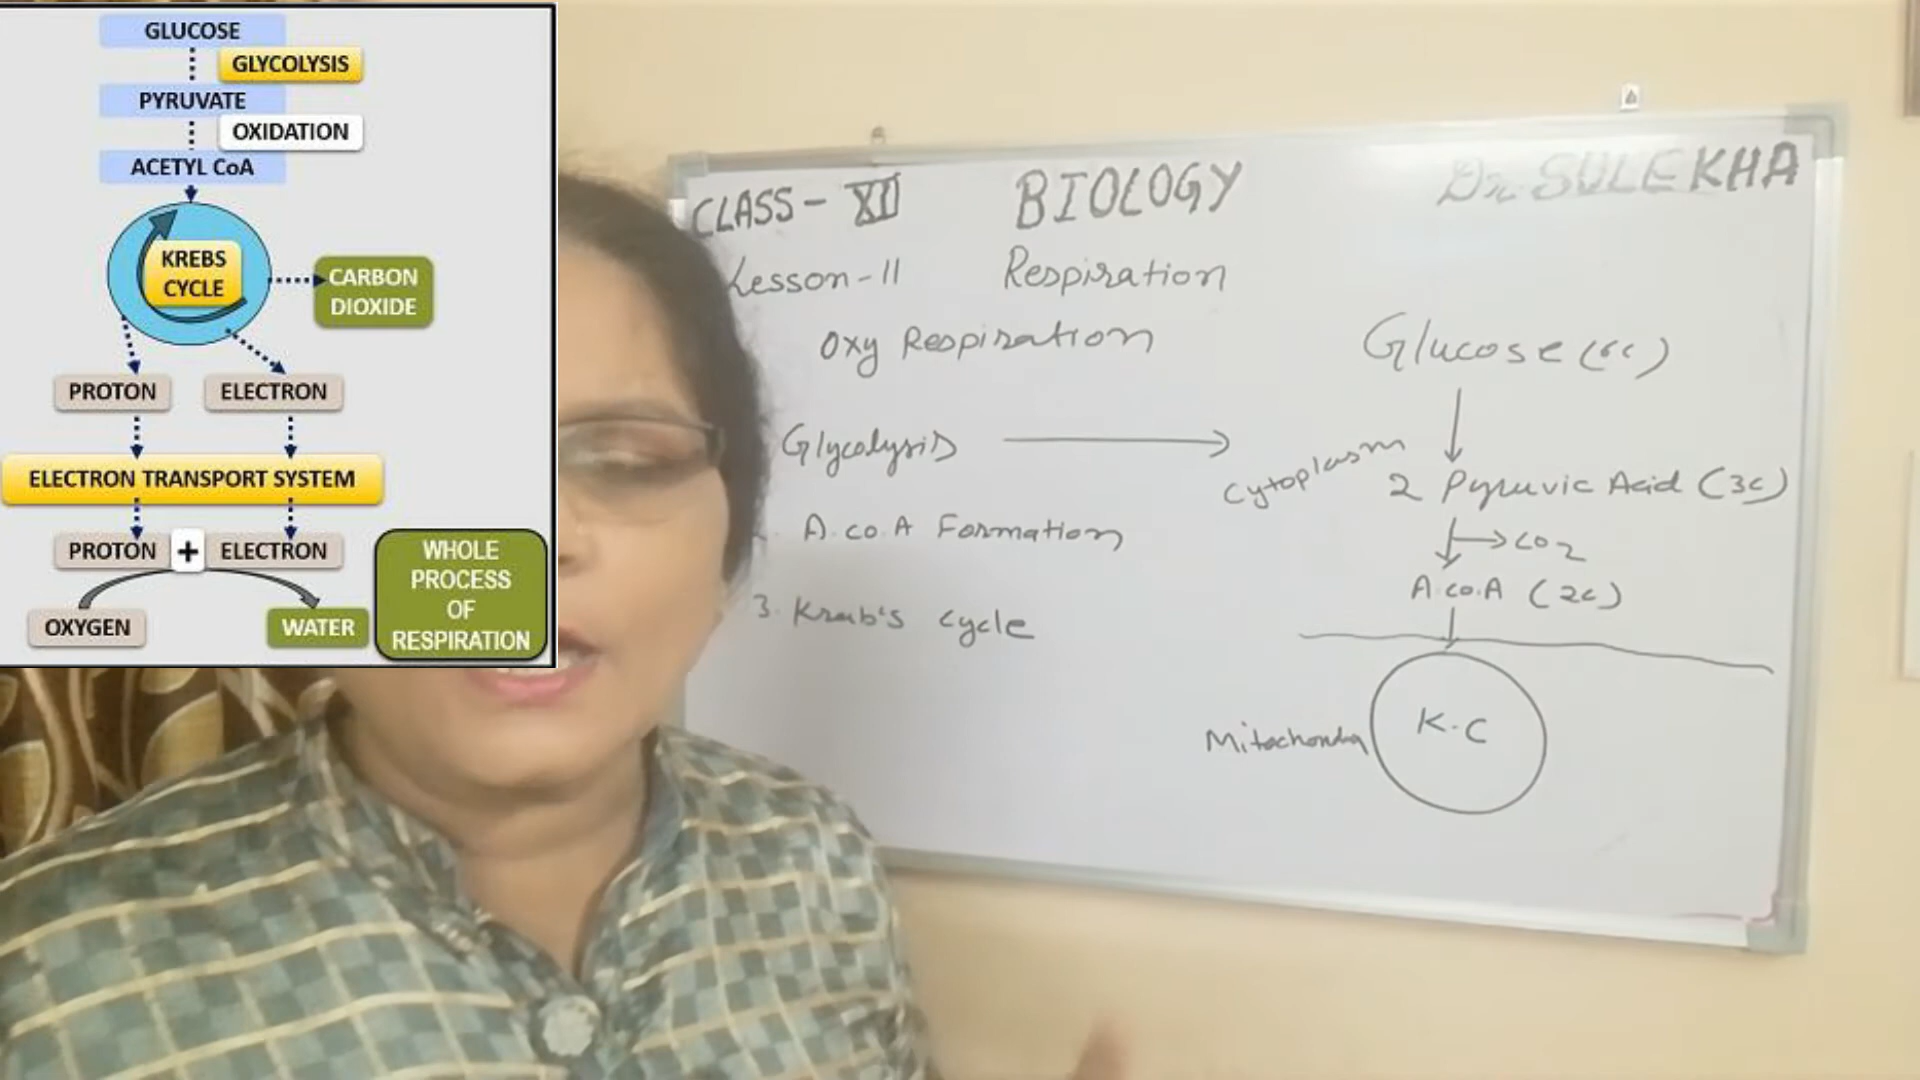 GLUCOSE
GLYCOLYSIS
PYRUVATE
OXIDATION
ACETYL CoA
KREBS
CYCLE
CARBON
DIOXIDE
PROTON
ELECTRON
ELECTRON TRANSPORT SYSTEM
PROTON + ELECTRON
OXYGEN
WATER
WHOLE
PROCESS
OF
RESPIRATION
CLASS - XI BIOLOGY Dr. SULEKHA
Lesson-11 Respiration
Oxy Respiration
Glycolysis
A.co.A Formation
3. Kreb's cycle
Glucose (6c)
Cytoplasm
2 Pyruvic Acid (3c)
CO2
A.co.A (2c)
K.C
Mitochondia